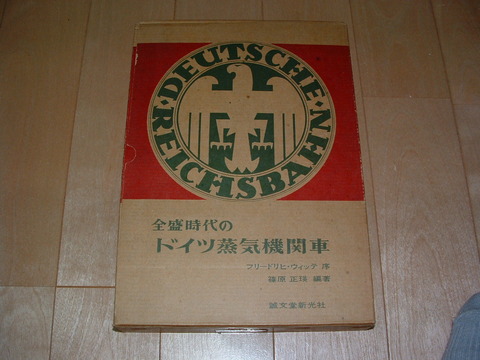 DEUTSCHE
REICHSBAHN
全盛時代の
ドイツ蒸気機関車
フリードリヒ・ウィッテ 序
篠原 正瑛 編著
誠文堂新光社